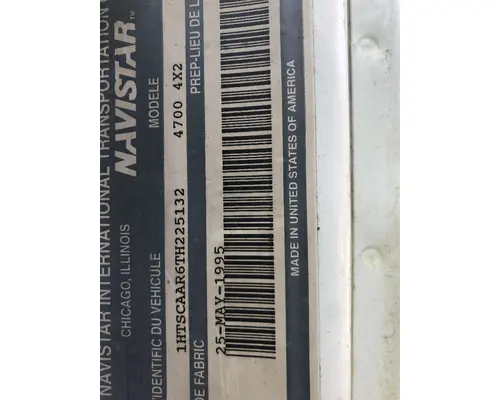 NAVISTAR INTERNATIONAL TRANSPORTATION
NAVISTAR™
CHICAGO, ILLINOIS
IDENTIFIC DU VEHICULE
MODELE
1HTSCAAR6TH225132
4700 4X2
DE FABRIC
PREP-LIEU DE
25-MAY-1995
MADE IN UNITED STATES OF AMERICA